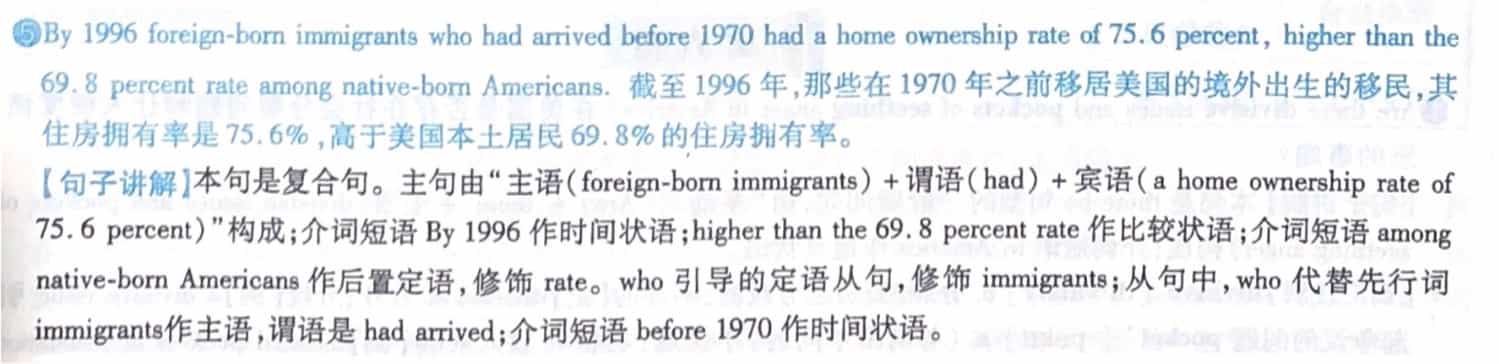 ⑤By 1996 foreign-born immigrants who had arrived before 1970 had a home ownership rate of 75.6 percent, higher than the
69.8 percent rate among native-born Americans. 截至 1996 年,那些在 1970 年之前移居美国的境外出生的移民,其
住房拥有率是 75.6%,高于美国本土居民 69.8% 的住房拥有率。
【句子讲解】本句是复合句。主句由“主语(foreign-born immigrants)+谓语(had)+宾语(a home ownership rate of
75.6 percent)”构成;介词短语 By 1996 作时间状语;higher than the 69.8 percent rate 作比较状语;介词短语 among
native-born Americans 作后置定语,修饰 rate。who 引导的定语从句,修饰 immigrants;从句中,who 代替先行词
immigrants作主语,谓语是 had arrived;介词短语 before 1970 作时间状语。